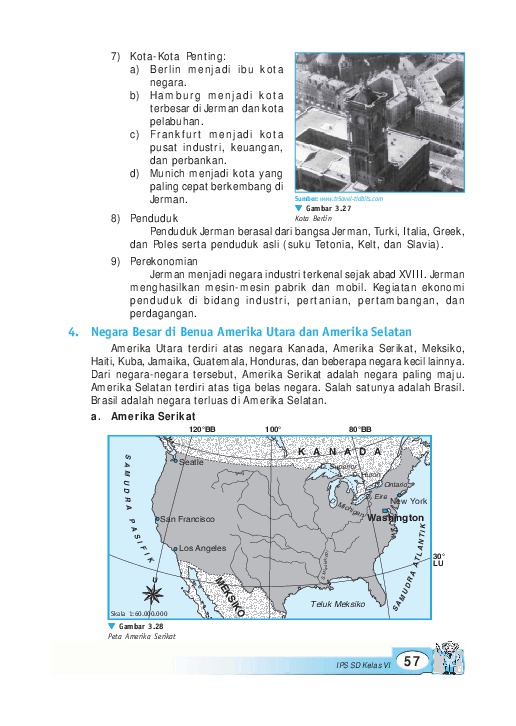 7) Kota-Kota Penting:
a) Berlin menjadi ibu kota
negara.
b) Hamburg menjadi kota
terbesar di Jerman dan kota
pelabuhan.
c) Frankfurt menjadi kota
pusat industri, keuangan,
dan perbankan.
d) Munich menjadi kota yang
paling cepat berkembang di
Jerman.
Sumber:
Gambar 3.27
Kota Berlin
8) Penduduk
Penduduk Jerman berasal dari bangsa Jerman, Turki, Italia, Greek,
dan Poles serta penduduk asli (suku Tetonia, Kelt, dan Slavia).
9) Perekonomian
Jerman menjadi negara industri terkenal sejak abad XVIII. Jerman
menghasilkan mesin-mesin pabrik dan mobil. Kegiatan ekonomi
penduduk di bidang industri, pertanian, pertambangan, dan
perdagangan.
4. Negara Besar di Benua Amerika Utara dan Amerika Selatan
Amerika Utara terdiri atas negara Kanada, Amerika Serikat, Meksiko,
Haiti, Kuba, Jamaika, Guatemala, Honduras, dan beberapa negara kecil lainnya.
Dari negara-negara tersebut, Amerika Serikat adalah negara paling maju.
Amerika Selatan terdiri atas tiga belas negara. Salah satunya adalah Brasil.
Brasil adalah negara terluas di Amerika Selatan.
a. Amerika Serikat
120°BB 100° 80°BB
KANADA
Seatle
D. Superior
D. Huron
D. Ontario
D. Eire
D. Michigan
New York
Washington
SAMUDRA PASIFIK
San Francisco
Los Angeles
30°
LU
SAMUDRA ATLANTIK
U
MEKSIKO
Teluk Meksiko
Skala 1:60.000.000
Gambar 3.28
Peta Amerika Serikat
IPS SD Kelas VI 57